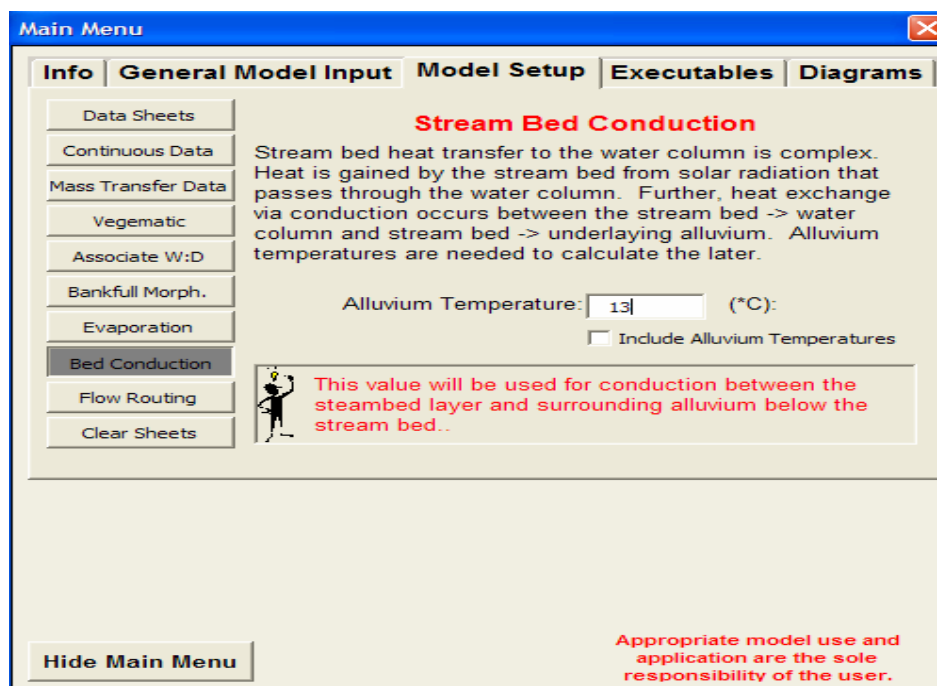 Main Menu
Info General Model Input Model Setup Executables Diagrams
Data Sheets
Continuous Data
Mass Transfer Data
Vegematic
Associate W:D
Bankfull Morph.
Evaporation
Bed Conduction
Flow Routing
Clear Sheets
Stream Bed Conduction
Stream bed heat transfer to the water column is complex.
Heat is gained by the stream bed from solar radiation that
passes through the water column.  Further, heat exchange
via conduction occurs between the stream bed -> water
column and stream bed -> underlaying alluvium.  Alluvium
temperatures are needed to calculate the later.
Alluvium Temperature: 13 (*C):
Include Alluvium Temperatures
This value will be used for conduction between the
steambed layer and surrounding alluvium below the
stream bed..
Hide Main Menu
Appropriate model use and
application are the sole
responsibility of the user.